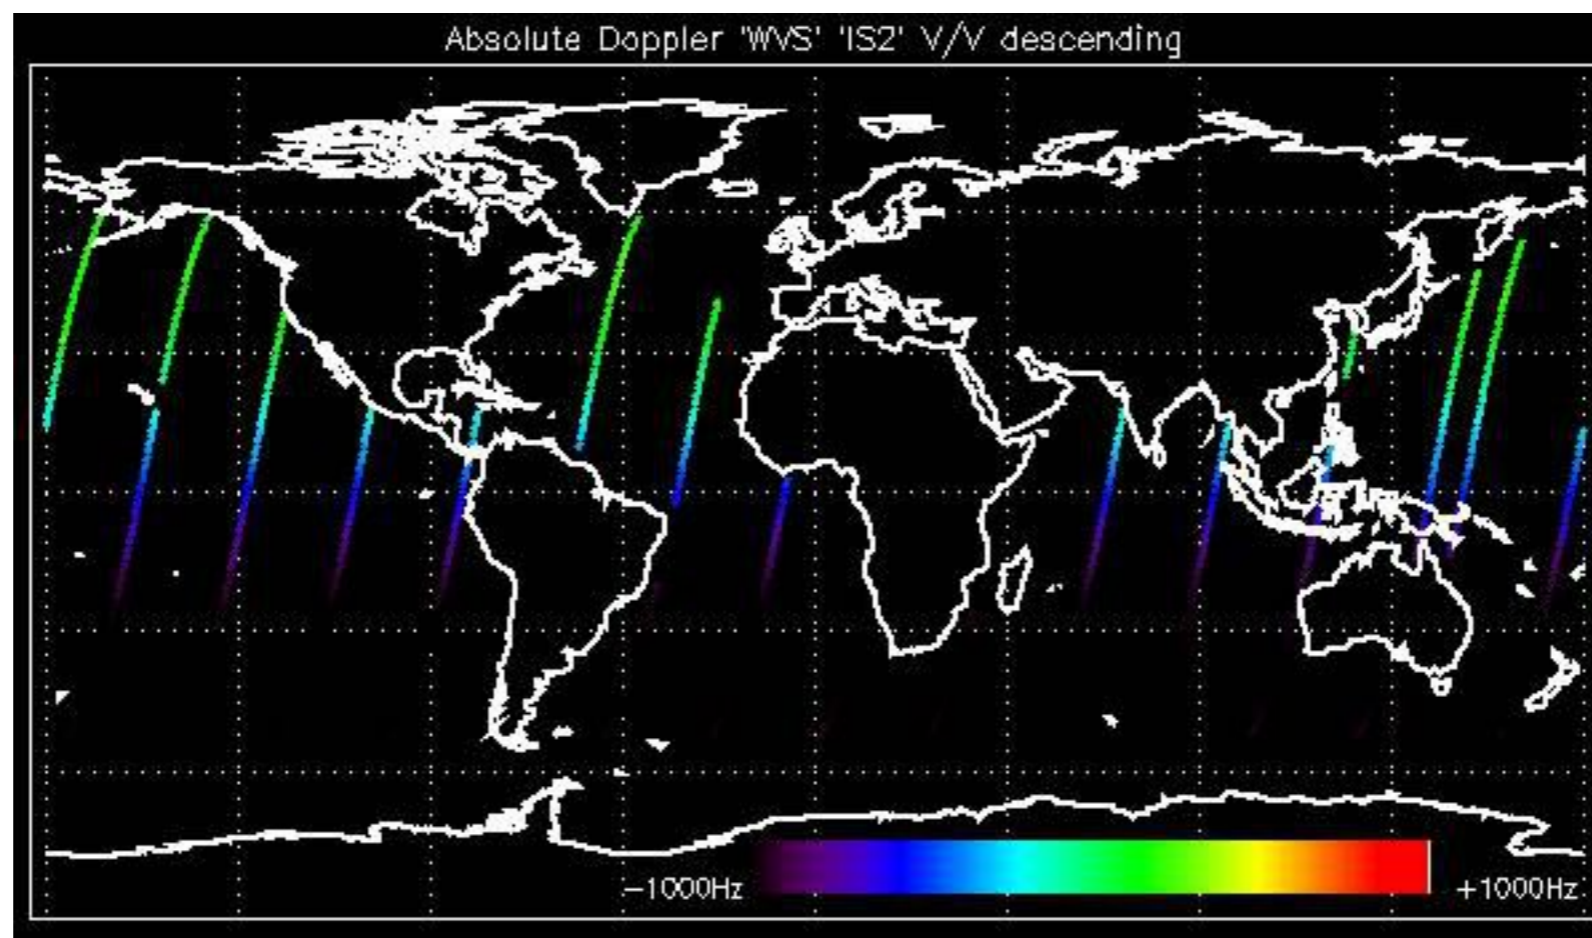 Absolute Doppler 'WVS' 'IS2' V/V descending
−1000Hz +1000Hz